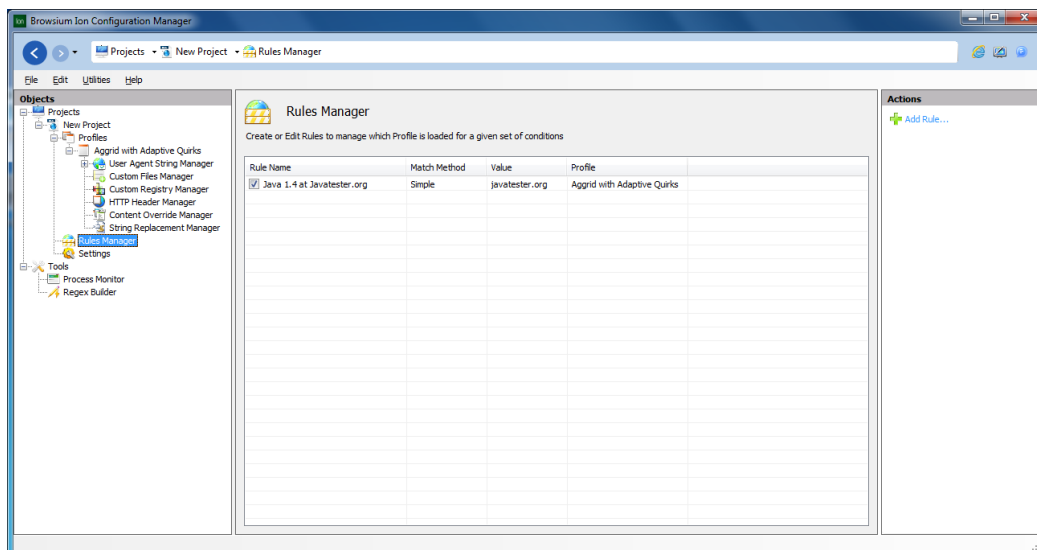 Ion Browsium Ion Configuration Manager
Projects New Project Rules Manager
File Edit Utilities Help
Objects
Projects
New Project
Profiles
Aggrid with Adaptive Quirks
User Agent String Manager
Custom Files Manager
Custom Registry Manager
HTTP Header Manager
Content Override Manager
String Replacement Manager
Rules Manager
Settings
Tools
Process Monitor
Regex Builder
Rules Manager
Create or Edit Rules to manage which Profile is loaded for a given set of conditions
Rule Name Match Method Value Profile
Java 1.4 at Javatester.org Simple javatester.org Aggrid with Adaptive Quirks
Actions
Add Rule...